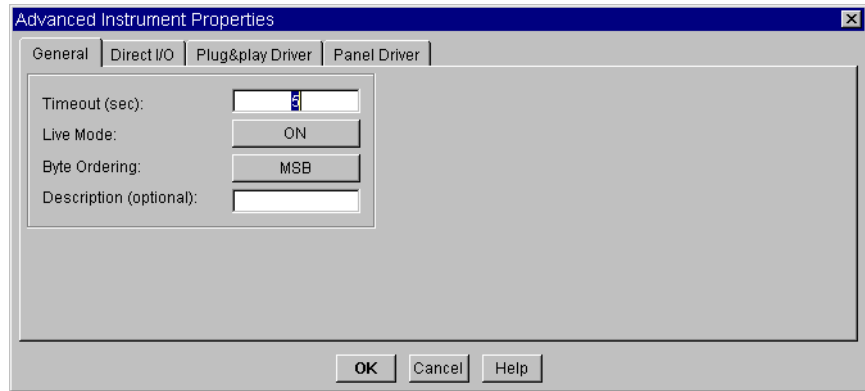 Advanced Instrument Properties
General Direct I/O Plug&play Driver Panel Driver
Timeout (sec): 5
Live Mode: ON
Byte Ordering: MSB
Description (optional):
OK Cancel Help